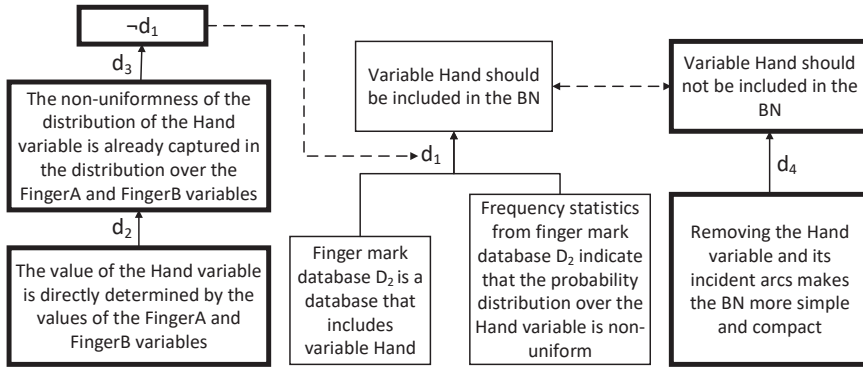 ¬d₁
d₃
The non-uniformness of the
distribution of the Hand
variable is already captured in
the distribution over the
FingerA and FingerB variables
d₂
The value of the Hand variable
is directly determined by the
values of the FingerA and
FingerB variables
Variable Hand should
be included in the BN
d₁
Finger mark
database D₂ is a
database that
includes
variable Hand
Frequency statistics
from finger mark
database D₂ indicate
that the probability
distribution over the
Hand variable is non-
uniform
Variable Hand should
not be included in the
BN
d₄
Removing the Hand
variable and its
incident arcs makes
the BN more simple
and compact